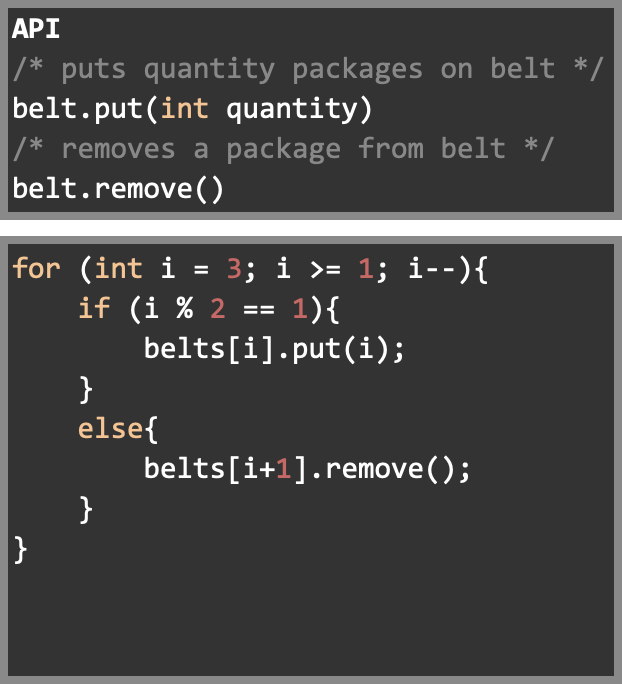 API
/* puts quantity packages on belt */
belt.put(int quantity)
/* removes a package from belt */
belt.remove()
for (int i = 3; i >= 1; i--){
    if (i % 2 == 1){
        belts[i].put(i);
    }
    else{
        belts[i+1].remove();
    }
}